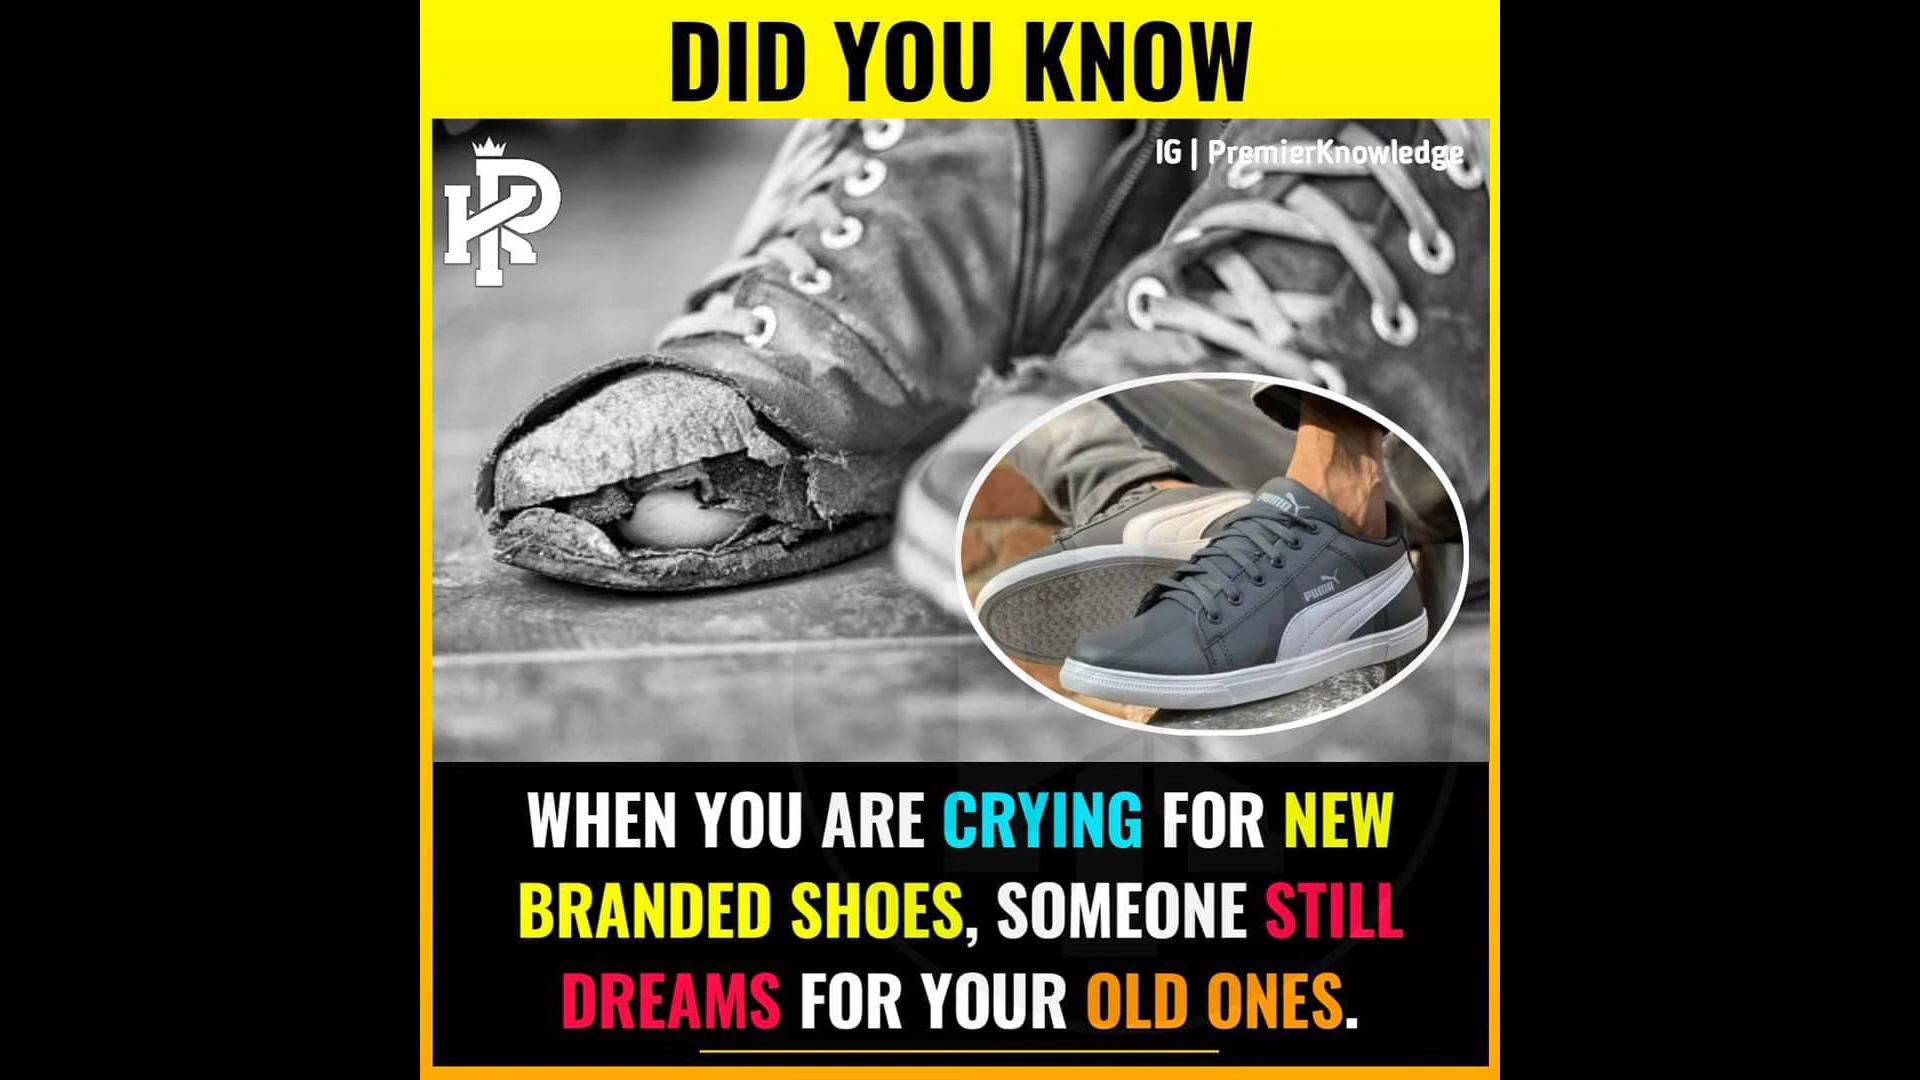 DID YOU KNOW
IG | PremierKnowledge
PUMA
PUMA
WHEN YOU ARE CRYING FOR NEW
BRANDED SHOES, SOMEONE STILL
DREAMS FOR YOUR OLD ONES.